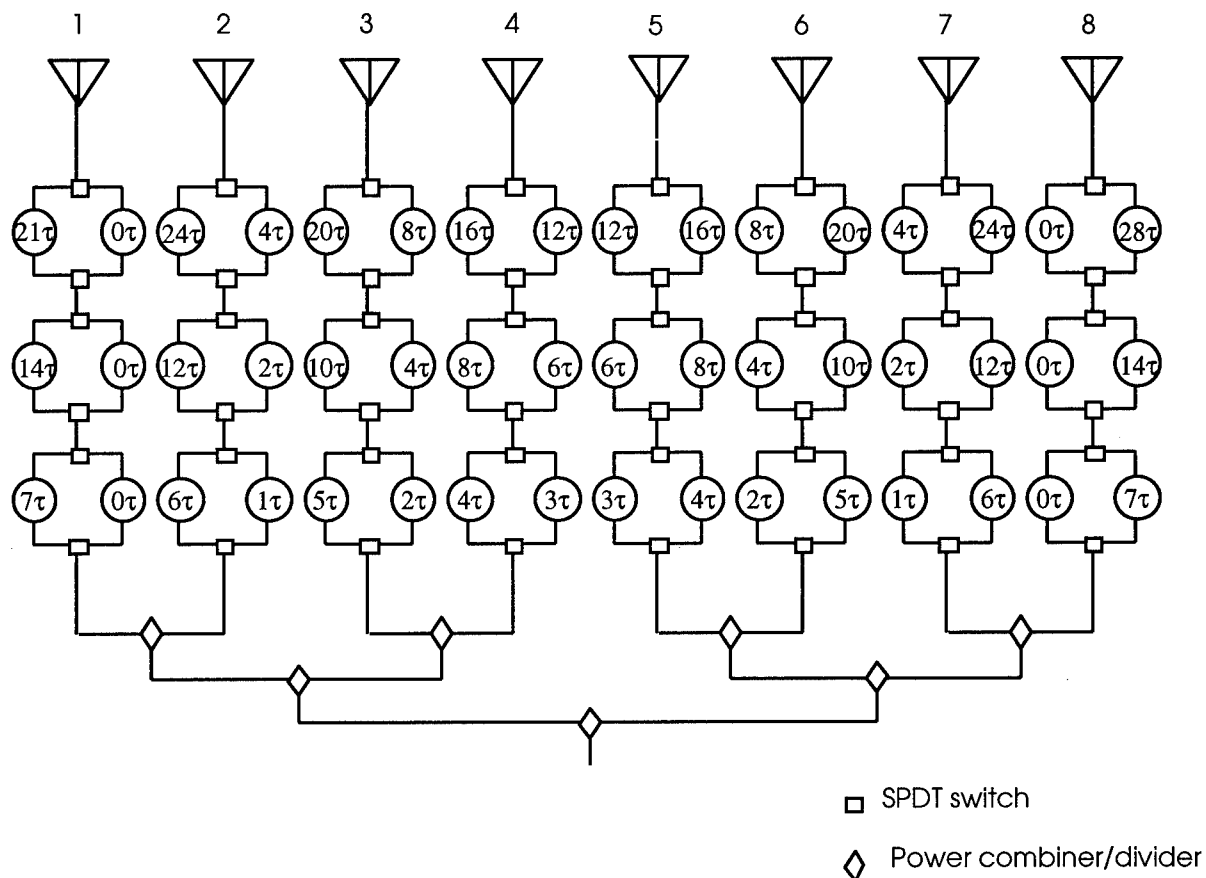 1 2 3 4 5 6 7 8
21τ 0τ 24τ 4τ 20τ 8τ 16τ 12τ 12τ 16τ 8τ 20τ 4τ 24τ 0τ 28τ
14τ 0τ 12τ 2τ 10τ 4τ 8τ 6τ 6τ 8τ 4τ 10τ 2τ 12τ 0τ 14τ
7τ 0τ 6τ 1τ 5τ 2τ 4τ 3τ 3τ 4τ 2τ 5τ 1τ 6τ 0τ 7τ
SPDT switch
Power combiner/divider